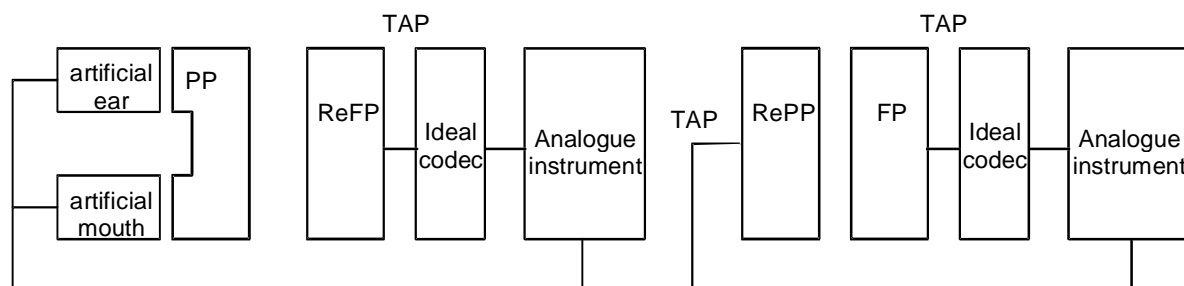 TAP
TAP
artificial
ear
PP
ReFP
Ideal
codec
Analogue
instrument
TAP
RePP
FP
Ideal
codec
Analogue
instrument
artificial
mouth